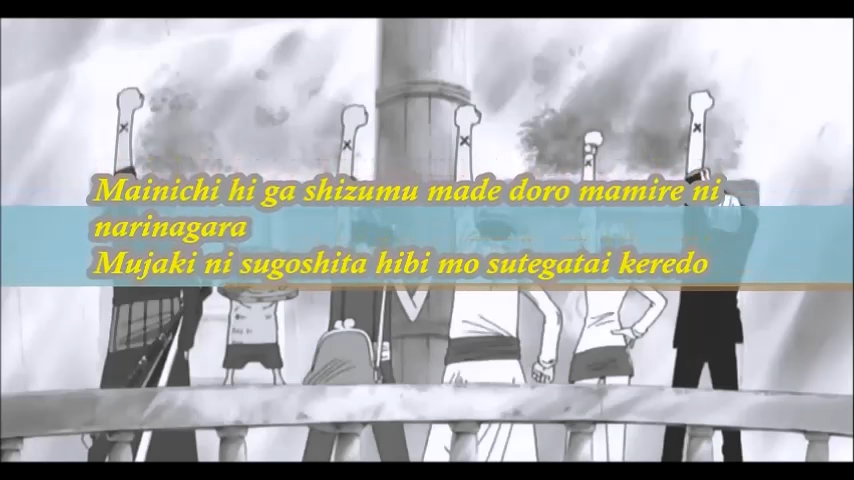 Mainichi hi ga shizumu made doro mamire ni
narinagara
Mujaki ni sugoshita hibi mo sutegatai keredo